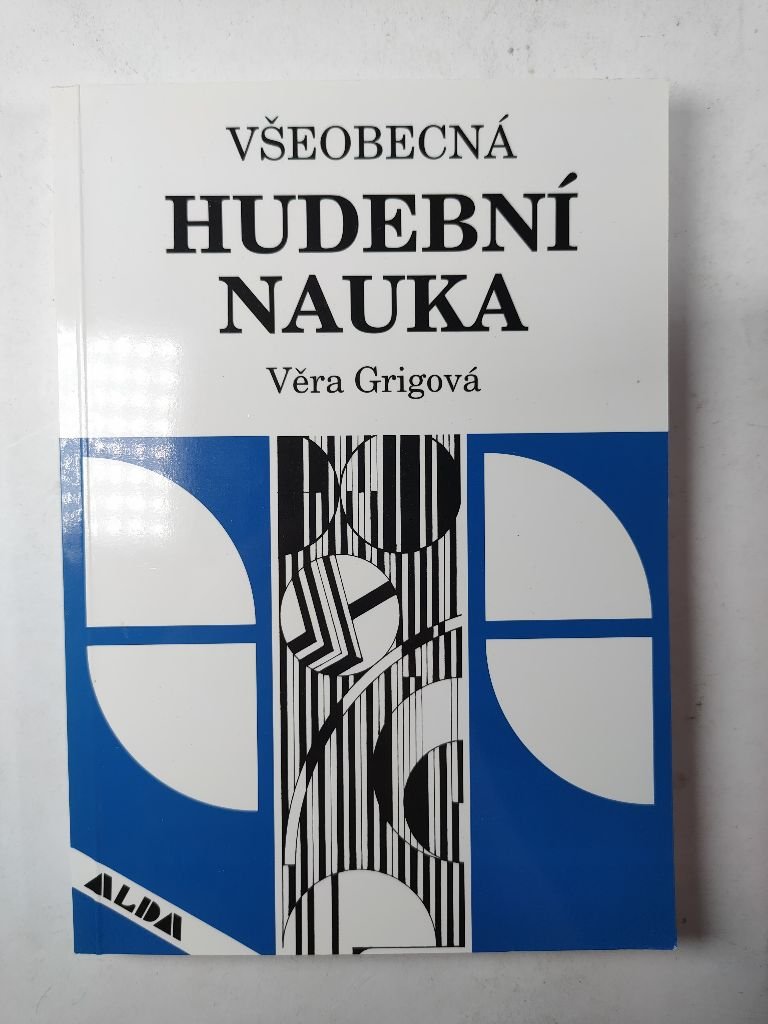 VŠEOBECNÁ
HUDEBNÍ
NAUKA
Věra Grigová
ALDA